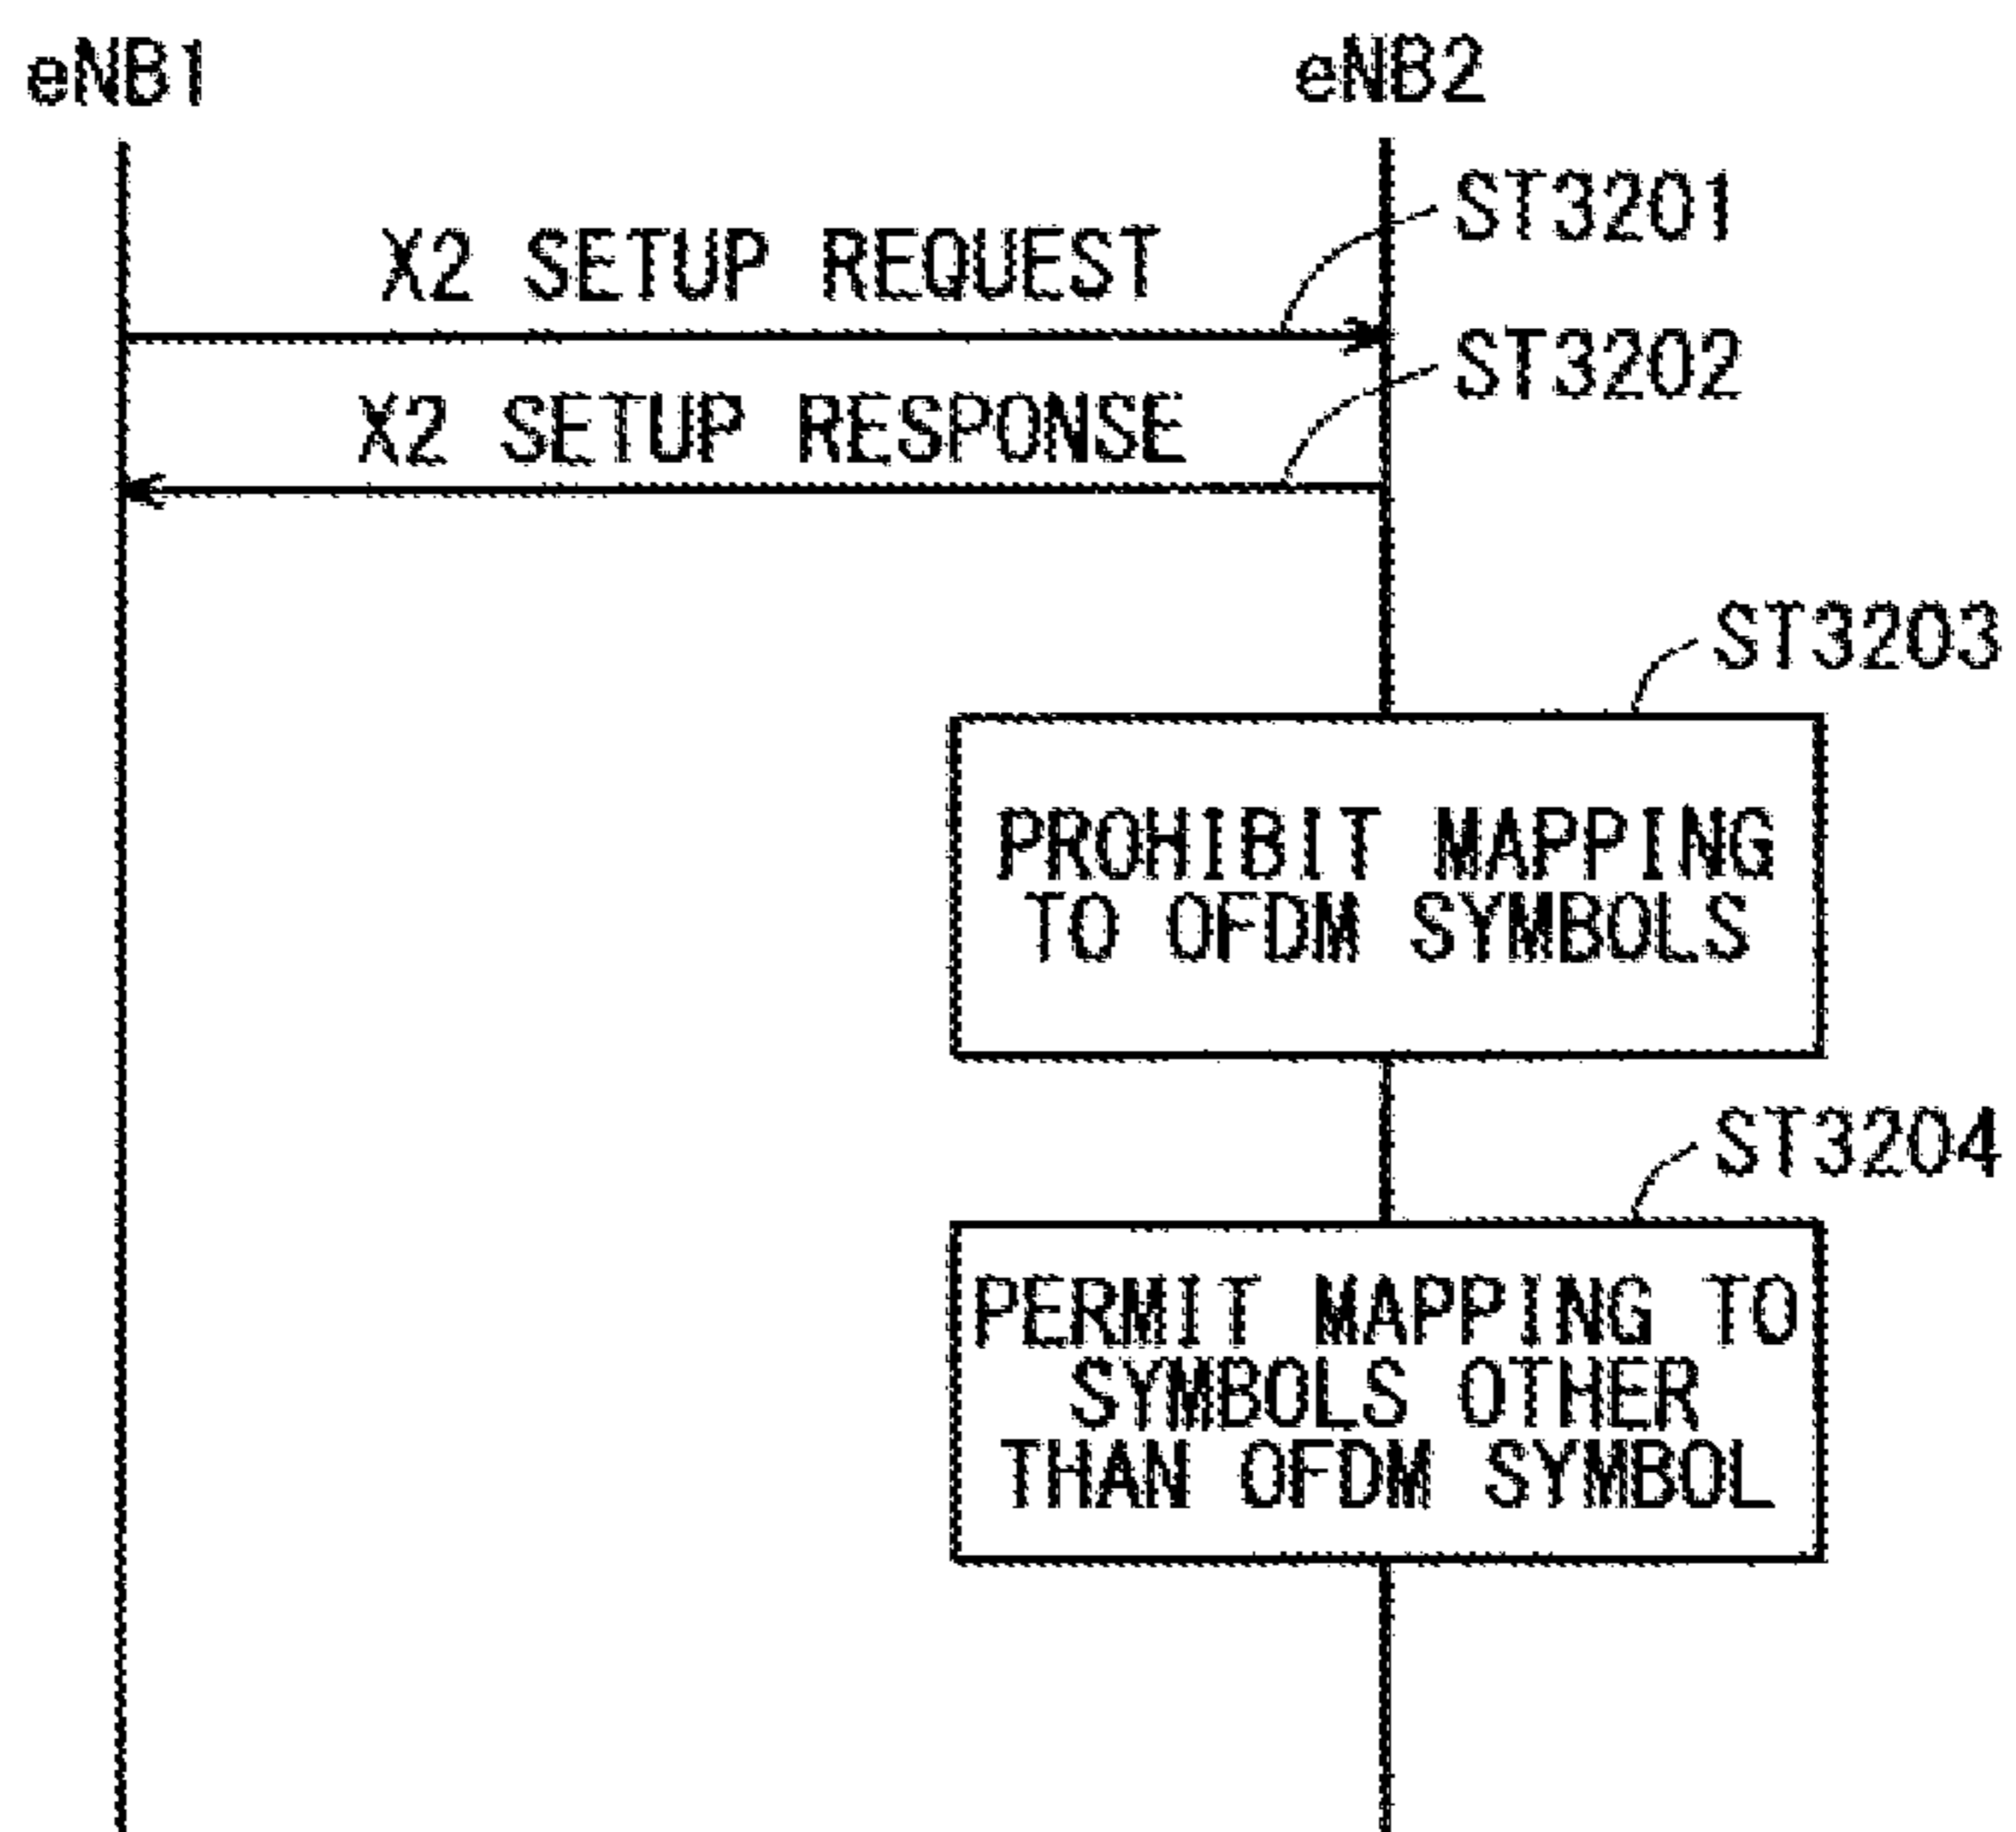 eNB1
eNB2
ST3201
X2 SETUP REQUEST
ST3202
X2 SETUP RESPONSE
ST3203
PROHIBIT MAPPING
TO OFDM SYMBOLS
ST3204
PERMIT MAPPING TO
SYMBOLS OTHER
THAN OFDM SYMBOL